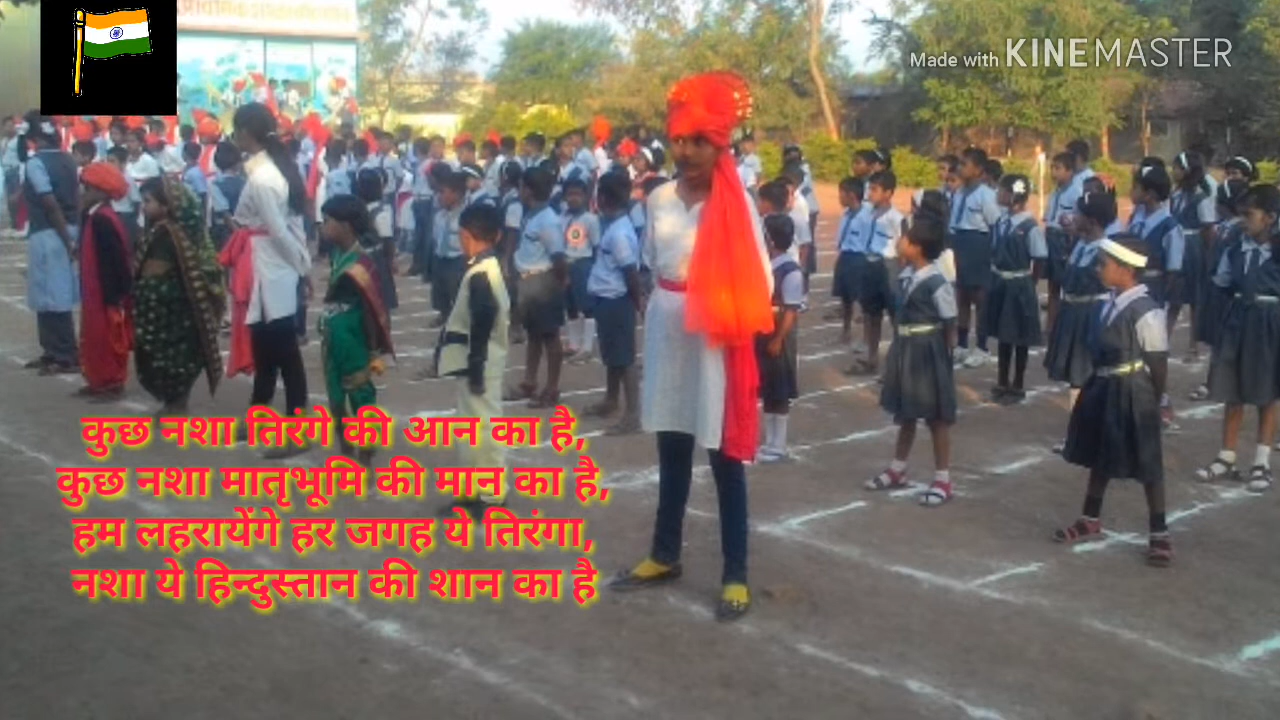 Made with KINEMASTER
कुछ नशा तिरंगे की आन का है,
कुछ नशा मातृभूमि की मान का है,
हम लहरायेंगे हर जगह ये तिरंगा,
नशा ये हिन्दुस्तान की शान का है